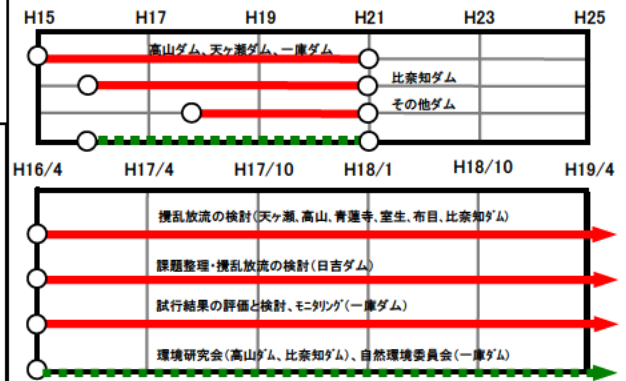 H15 H17 H19 H21 H23 H25
高山ダム、天ヶ瀬ダム、一庫ダム
比奈知ダム
その他ダム
H16/4 H17/4 H17/10 H18/1 H18/10 H19/4
攪乱放流の検討(天ヶ瀬、高山、青蓮寺、室生、布目、比奈知ダム)
課題整理・攪乱放流の検討(日吉ダム)
試行結果の評価と検討、モニタリング(一庫ダム)
環境研究会(高山ダム、比奈知ダム)、自然環境委員会(一庫ダム)